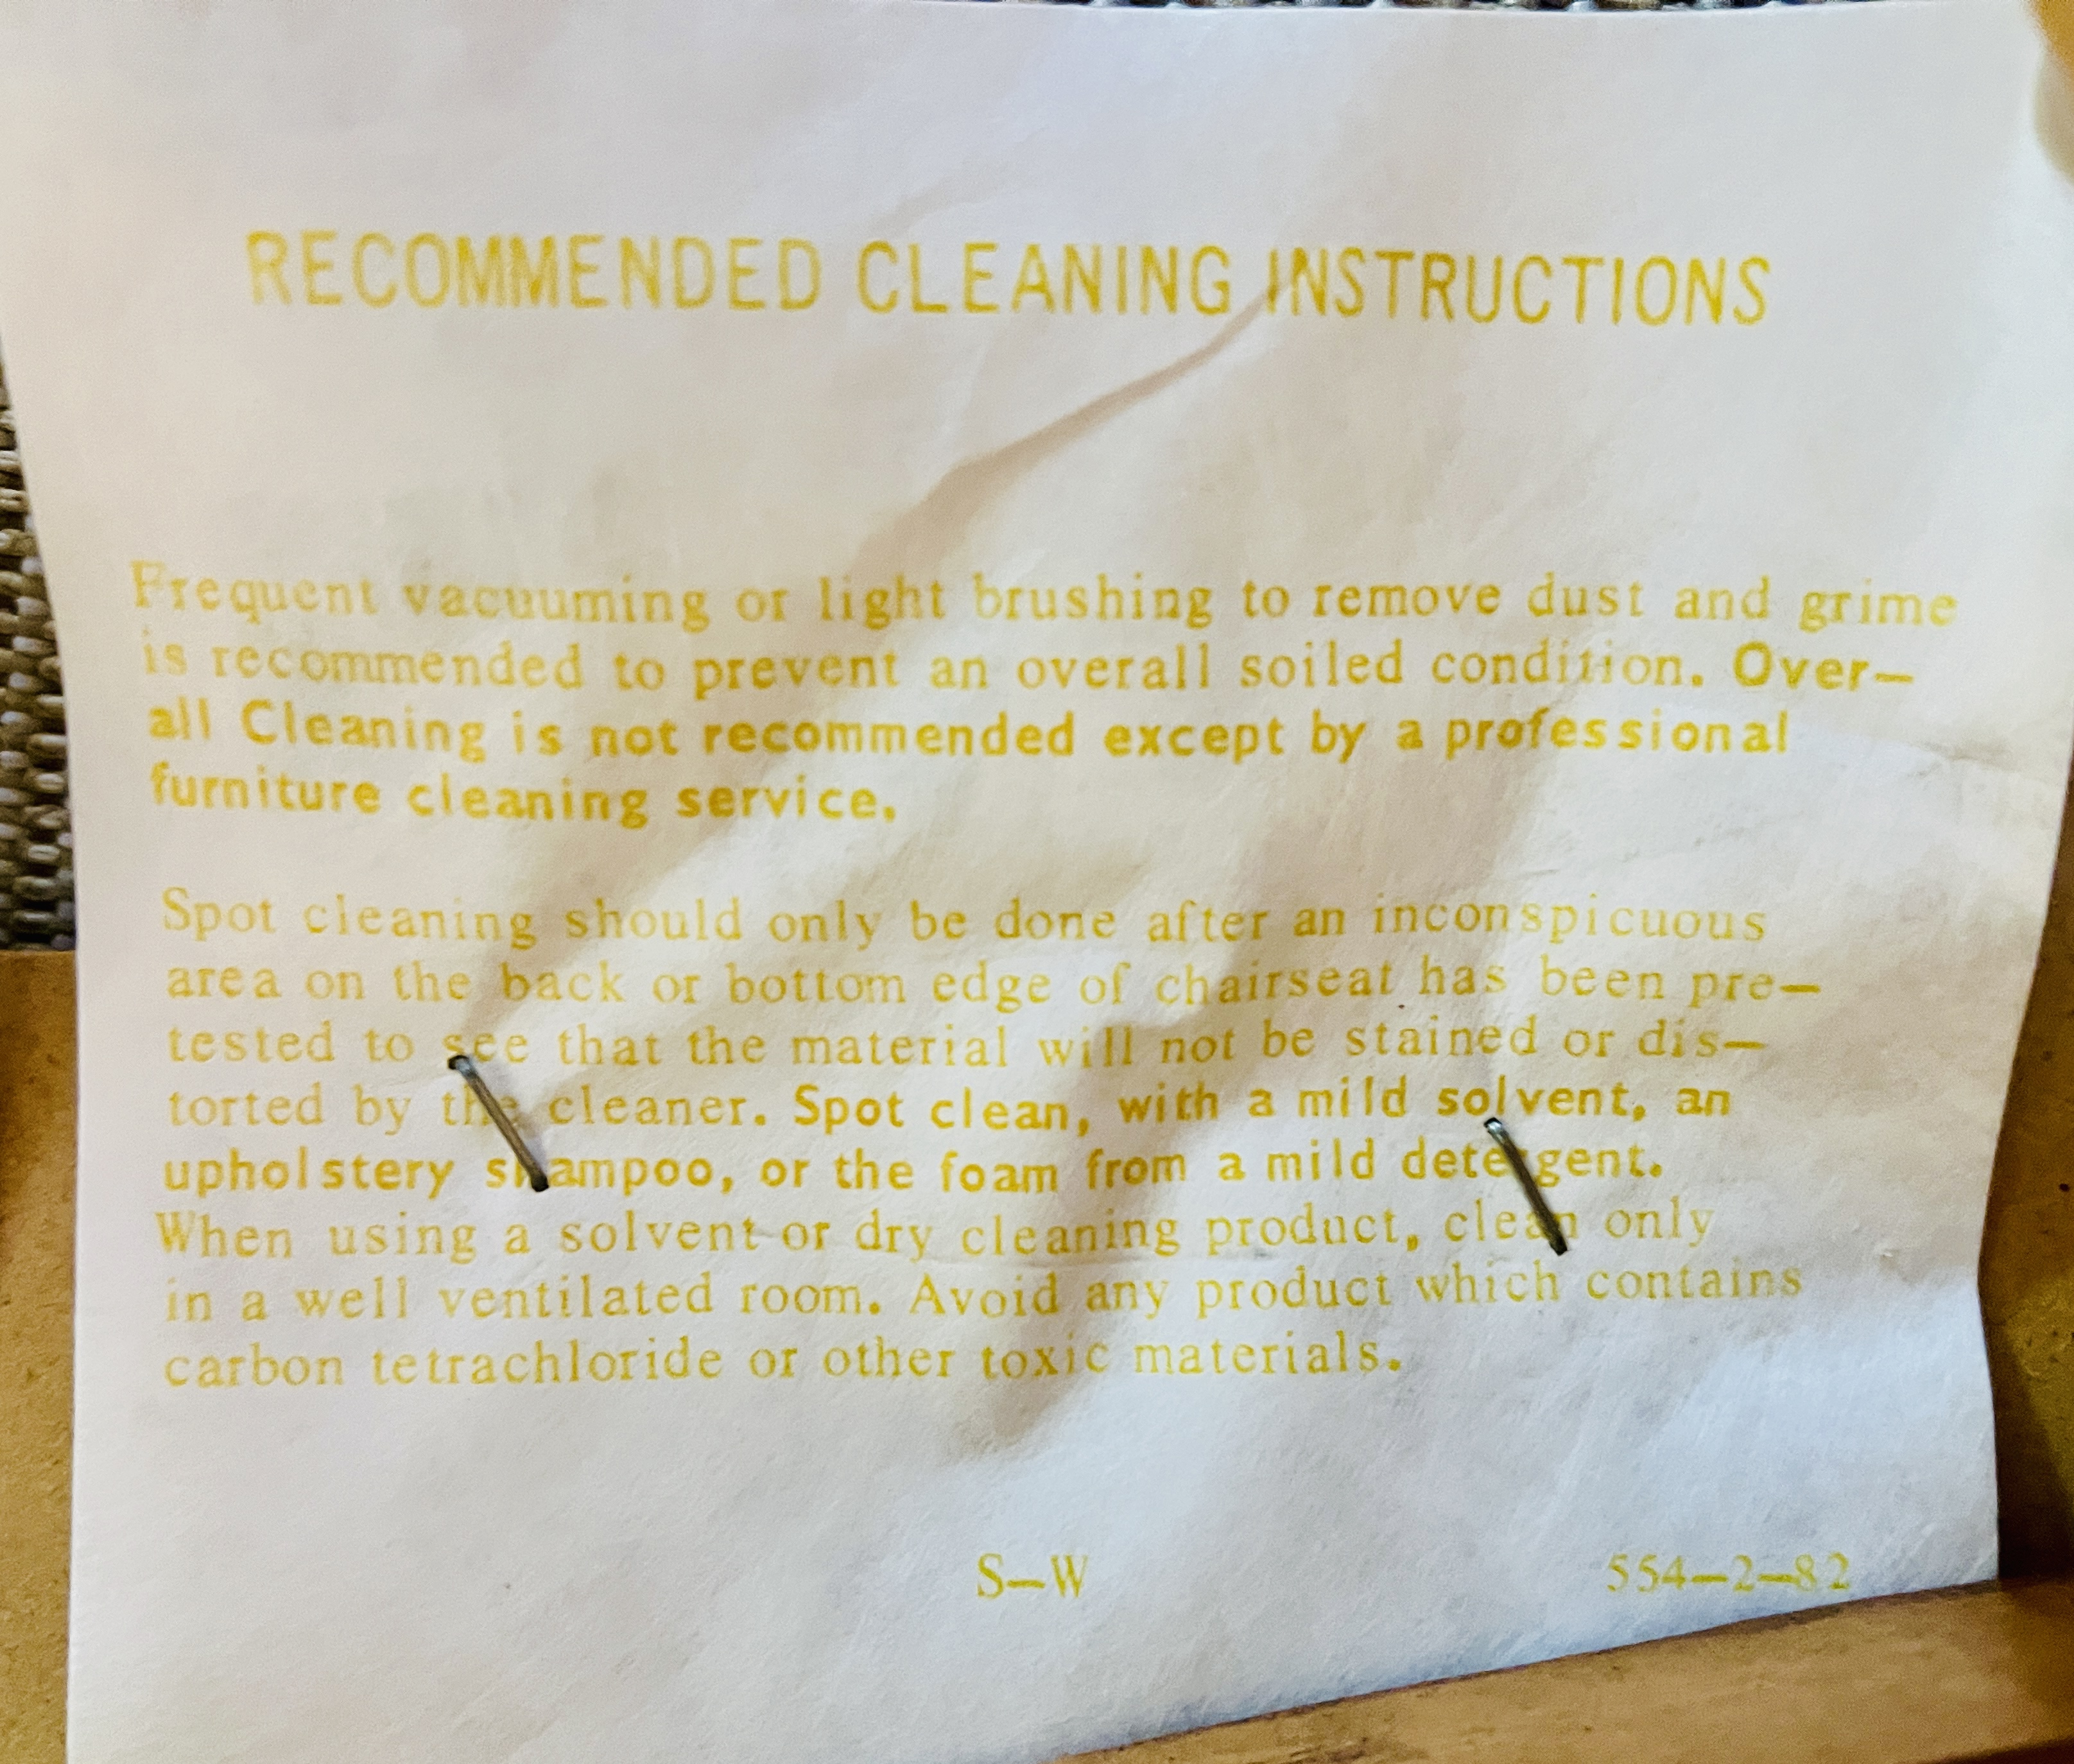 RECOMMENDED CLEANING INSTRUCTIONS
Frequent vacuuming or light brushing to remove dust and grime
is recommended to prevent an overall soiled condition. Over-
all Cleaning is not recommended except by a professional
furniture cleaning service.
Spot cleaning should only be done after an inconspicuous
area on the back or bottom edge of chairseat has been pre-
tested to see that the material will not be stained or dis-
torted by the cleaner. Spot clean, with a mild solvent, an
upholstery shampoo, or the foam from a mild detergent.
When using a solvent or dry cleaning product, clean only
in a well ventilated room. Avoid any product which contains
carbon tetrachloride or other toxic materials.
S-W 554-2-82